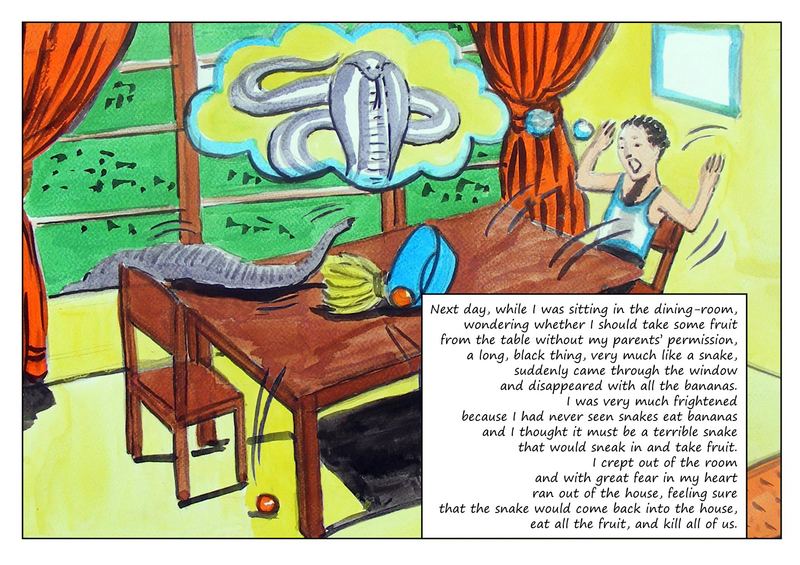 Next day, while I was sitting in the dining-room,
wondering whether I should take some fruit
from the table without my parents' permission,
a long, black thing, very much like a snake,
suddenly came through the window
and disappeared with all the bananas.
I was very much frightened
because I had never seen snakes eat bananas
and I thought it must be a terrible snake
that would sneak in and take fruit.
I crept out of the room
and with great fear in my heart
ran out of the house, feeling sure
that the snake would come back into the house,
eat all the fruit, and kill all of us.